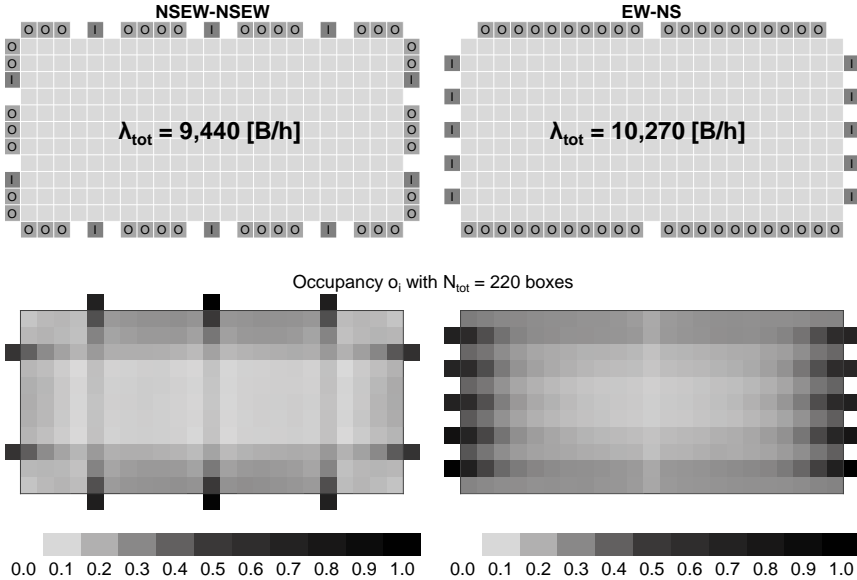 NSEW-NSEW
O O O I O O O O I O O O O I O O O
O O
O O
I I
O O
O O
λtot = 9,440 [B/h]
O O
I I
O O
O O
O O O I O O O O I O O O O I O O O
EW-NS
O O O O O O O O O O O O O O O O O O O O
I I
I I
I I
λtot = 10,270 [B/h]
I I
I I
O O O O O O O O O O O O O O O O O O O O O O
Occupancy oi with Ntot = 220 boxes
0.0 0.1 0.2 0.3 0.4 0.5 0.6 0.7 0.8 0.9 1.0
0.0 0.1 0.2 0.3 0.4 0.5 0.6 0.7 0.8 0.9 1.0